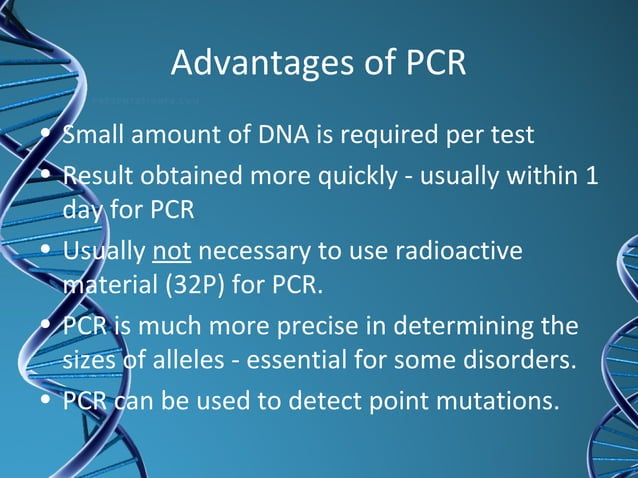 Advantages of PCR
• Small amount of DNA is required per test
• Result obtained more quickly - usually within 1
day for PCR
• Usually not necessary to use radioactive
material (32P) for PCR.
• PCR is much more precise in determining the
sizes of alleles - essential for some disorders.
• PCR can be used to detect point mutations.